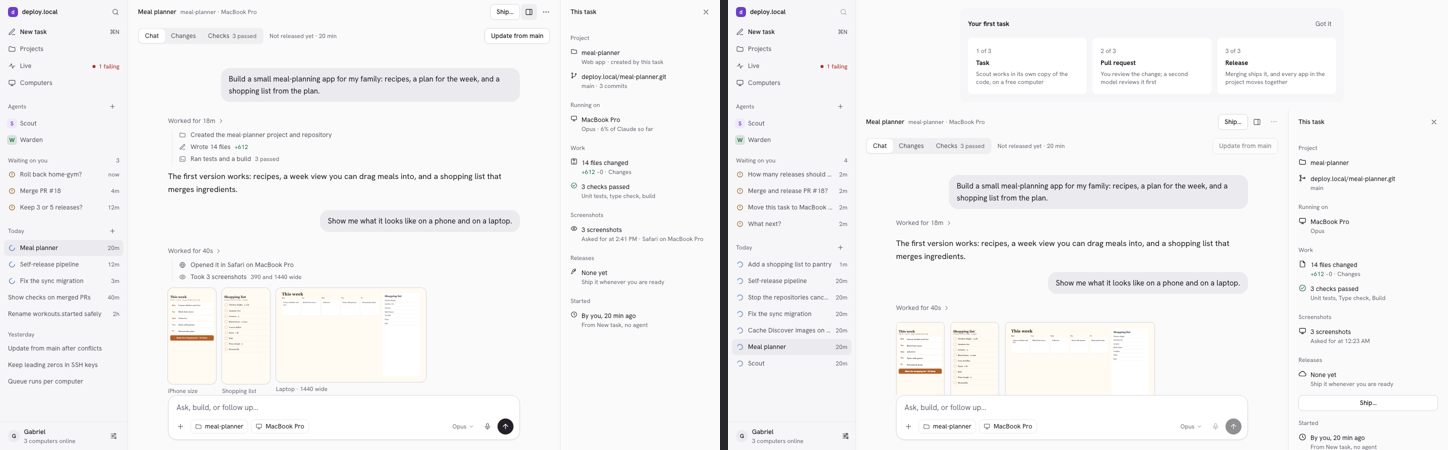 deploy.local
New task
⌘N
Projects
Live
1 failing
Computers
Agents
S Scout
W Warden
Waiting on you 3
Roll back home-gym? now
Merge PR #18 4m
Keep 3 or 5 releases? 12m
Today
Meal planner 20m
Self-release pipeline 12m
Fix the sync migration 3m
Show checks on merged PRs 40m
Rename workouts.started safely 2h
Yesterday
Update from main after conflicts
Keep leading zeros in SSH keys
Queue runs per computer
G Gabriel
3 computers online
Meal planner meal-planner · MacBook Pro
Ship...
Chat Changes Checks 3 passed Not released yet · 20 min
Update from main
Build a small meal-planning app for my family: recipes, a plan for the week, and a
shopping list from the plan.
Worked for 18m
Created the meal-planner project and repository
Wrote 14 files +612
Ran tests and a build 3 passed
The first version works: recipes, a week view you can drag meals into, and a shopping list that
merges ingredients.
Show me what it looks like on a phone and on a laptop.
Worked for 40s
Opened it in Safari on MacBook Pro
Took 3 screenshots 390 and 1440 wide
This week
Shopping list
This week
Shopping list
iPhone size
Shopping list
Laptop · 1440 wide
Ask, build, or follow up...
meal-planner
MacBook Pro
Opus
This task
Project
meal-planner
Web app · created by this task
deploy.local/meal-planner.git
main · 3 commits
Running on
MacBook Pro
Opus · 6% of Claude so far
Work
14 files changed
+612 -0 · Changes
3 checks passed
Unit tests, type check, build
Screenshots
3 screenshots
Asked for at 2:41 PM · Safari on MacBook Pro
Releases
None yet
Ship it whenever you are ready
Started
By you, 20 min ago
From New task, no agent
deploy.local
New task
⌘N
Projects
Live
1 failing
Computers
Agents
S Scout
W Warden
Waiting on you 4
How many releases should ... 2m
Merge and release PR #18? 2m
Move this task to MacBook ... 2m
What next? 2m
Today
Add a shopping list to pantry 1m
Self-release pipeline 20m
Stop the repositories canc... 20m
Fix the sync migration 20m
Cache Discover images on ... 20m
Meal planner 20m
Scout 20m
G Gabriel
3 computers online
Your first task
Got it
1 of 3
Task
Scout works in its own copy of the
code, on a free computer
2 of 3
Pull request
You review the change; a second
model reviews it first
3 of 3
Release
Merging ships it, and every app in the
project moves together
Meal planner meal-planner · MacBook Pro
Ship...
Chat Changes Checks 3 passed Not released yet · 20 min
Update from main
Build a small meal-planning app for my family: recipes, a plan for the week, and a
shopping list from the plan.
Worked for 18m
The first version works: recipes, a week view you can drag meals into, and a shopping list that
merges ingredients.
Show me what it looks like on a phone and on a laptop.
Worked for 40s
This week
Shopping list
This week
Shopping list
Ask, build, or follow up...
meal-planner
MacBook Pro
Opus
This task
Project
meal-planner
deploy.local/meal-planner.git
main
Running on
MacBook Pro
Opus
Work
14 files changed
+612 -0 · Changes
3 checks passed
Unit tests, Type check, Build
Screenshots
3 screenshots
Asked for at 12:23 AM
Releases
None yet
Ship it whenever you are ready
Ship...
Started
By you, 20 min ago
From New task, no agent